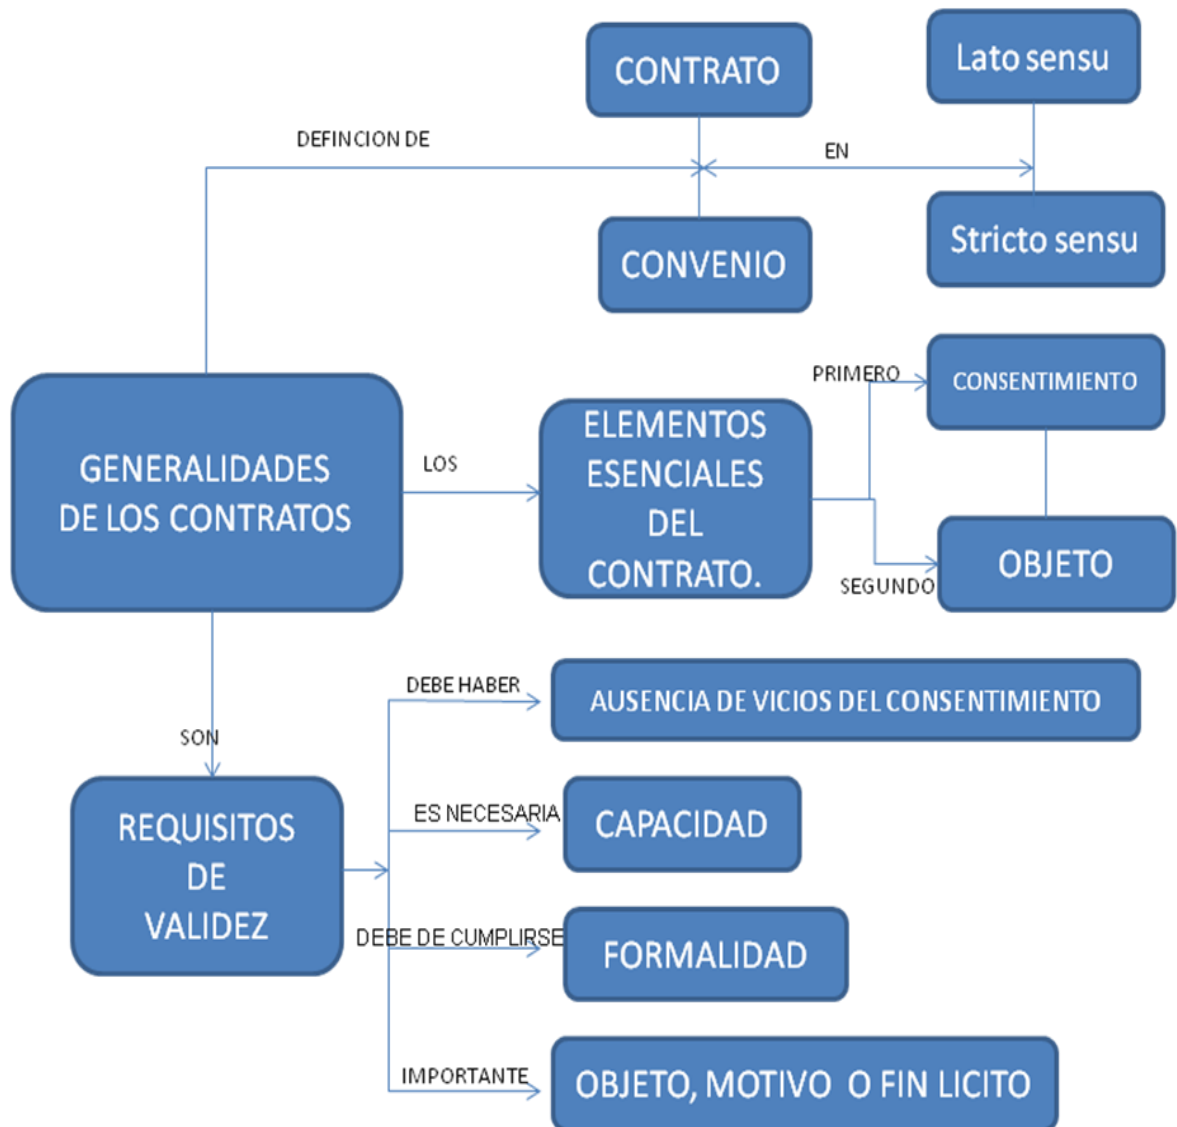 CONTRATO
Lato sensu
DEFINCION DE
EN
CONVENIO
Stricto sensu
GENERALIDADES
DE LOS CONTRATOS
LOS
ELEMENTOS
ESENCIALES
DEL
CONTRATO.
PRIMERO
CONSENTIMIENTO
SEGUNDO
OBJETO
SON
REQUISITOS
DE
VALIDEZ
DEBE HABER
AUSENCIA DE VICIOS DEL CONSENTIMIENTO
ES NECESARIA
CAPACIDAD
DEBE DE CUMPLIRSE
FORMALIDAD
IMPORTANTE
OBJETO, MOTIVO O FIN LICITO